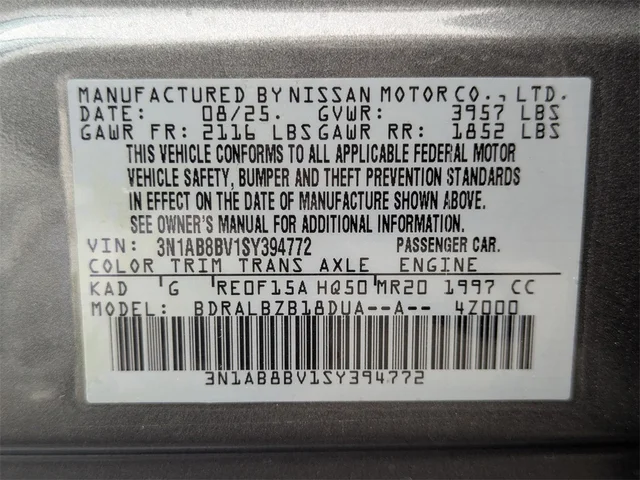 MANUFACTURED BY NISSAN MOTOR CO., LTD.
DATE: 08/25. GVWR: 3957 LBS
GAWR FR: 2116 LBS GAWR RR: 1852 LBS
THIS VEHICLE CONFORMS TO ALL APPLICABLE FEDERAL MOTOR
VEHICLE SAFETY, BUMPER AND THEFT PREVENTION STANDARDS
IN EFFECT ON THE DATE OF MANUFACTURE SHOWN ABOVE.
SEE OWNER'S MANUAL FOR ADDITIONAL INFORMATION.
VIN: 3N1AB8BV1SY394772 PASSENGER CAR.
COLOR TRIM TRANS AXLE ENGINE
KAD G RE0F15A HQ50 MR20 1997 CC
MODEL: BDRALBZB18DUA--A-- 4Z000
3N1AB8BV1SY394772